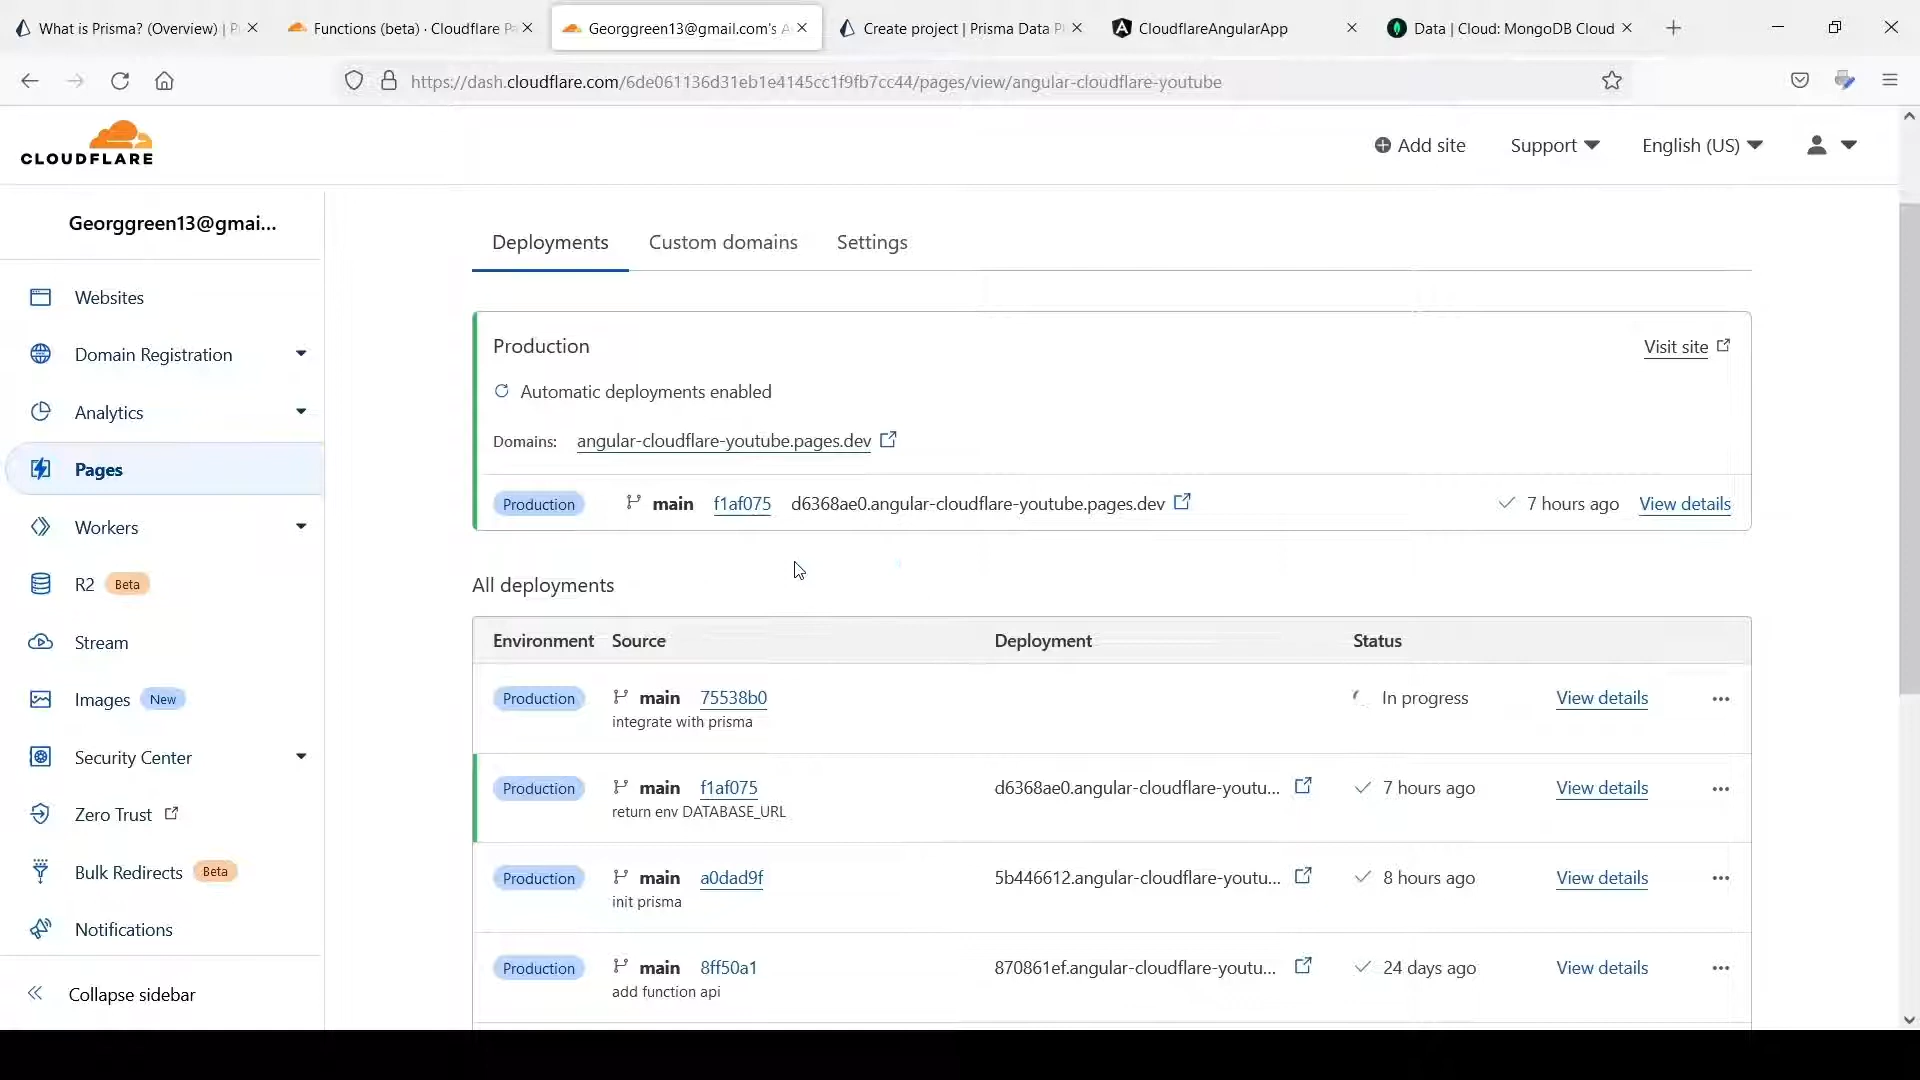 What is Prisma? (Overview) | P
Functions (beta) · Cloudflare P
Georggreen13@gmail.com's A
Create project | Prisma Data P
CloudflareAngularApp
Data | Cloud: MongoDB Cloud
https://dash.cloudflare.com/6de061136d31eb1e4145cc1f9fb7cc44/pages/view/angular-cloudflare-youtube
CLOUDFLARE
Add site
Support
English (US)
Georggreen13@gmai...
Websites
Domain Registration
Analytics
Pages
Workers
R2 Beta
Stream
Images New
Security Center
Zero Trust
Bulk Redirects Beta
Notifications
Collapse sidebar
Deployments Custom domains Settings
Production Visit site
Automatic deployments enabled
Domains: angular-cloudflare-youtube.pages.dev
Production main f1af075 d6368ae0.angular-cloudflare-youtube.pages.dev 7 hours ago View details
All deployments
Environment Source Deployment Status
Production main 75538b0 In progress View details ...
integrate with prisma
Production main f1af075 d6368ae0.angular-cloudflare-youtu... 7 hours ago View details ...
return env DATABASE_URL
Production main a0dad9f 5b446612.angular-cloudflare-youtu... 8 hours ago View details ...
init prisma
Production main 8ff50a1 870861ef.angular-cloudflare-youtu... 24 days ago View details ...
add function api